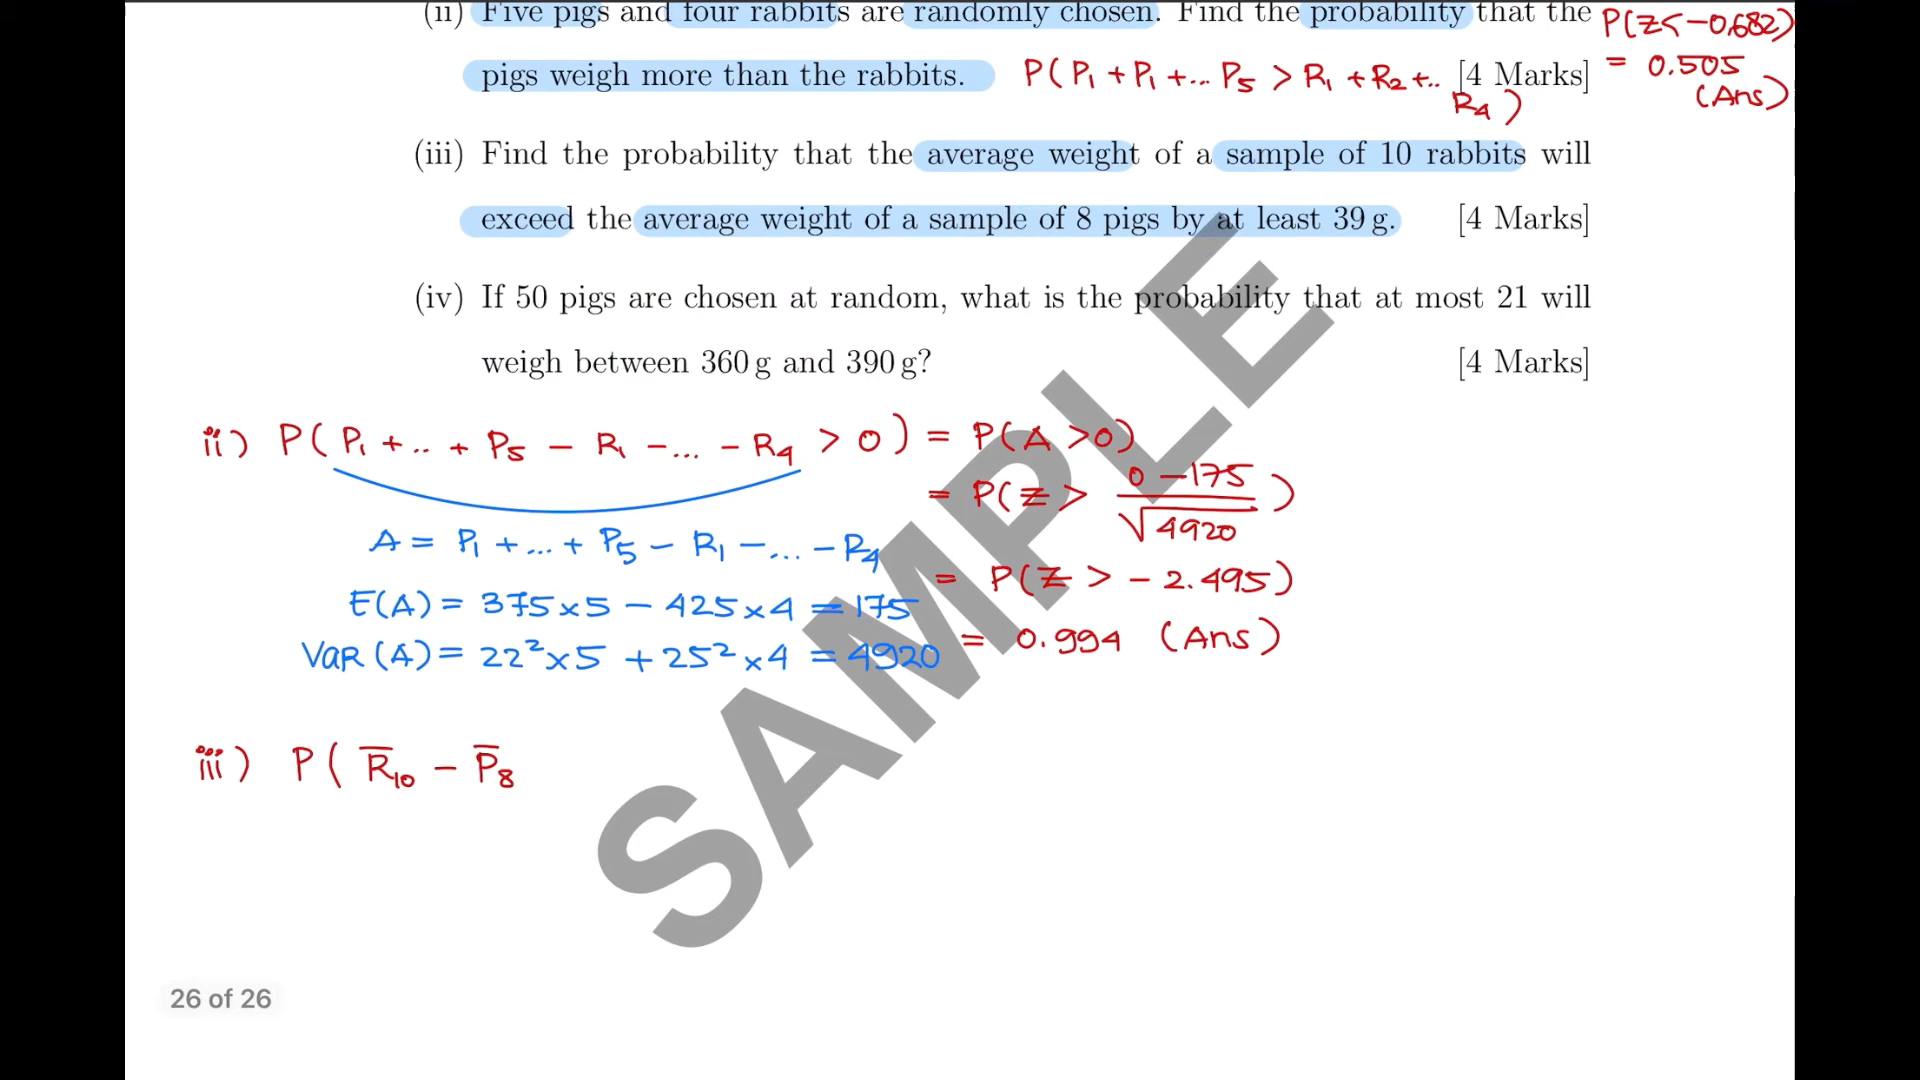 (ii) Five pigs and four rabbits are randomly chosen. Find the probability that the
P(Z< -0.682)
pigs weigh more than the rabbits. P(P₁ + P₁ +... P₅ > R₁ + R₂ +.. R₄) [4 Marks]
= 0.505
(Ans)
(iii) Find the probability that the average weight of a sample of 10 rabbits will
exceed the average weight of a sample of 8 pigs by at least 39 g. [4 Marks]
(iv) If 50 pigs are chosen at random, what is the probability that at most 21 will
weigh between 360 g and 390 g? [4 Marks]
ii) P( P₁ + .. + P₅ − R₁ − ... − R₄ > 0 ) = P(A > 0)
= P(Z > (0 − 175)/√4920 )
A = P₁ + ... + P₅ − R₁ − ... − R₄
= P(Z > − 2.495)
E(A) = 375×5 − 425×4 = 175
= 0.994 (Ans)
VAR (A) = 22²×5 + 25²×4 = 4920
iii) P( R̅₁₀ − P̅₈
SAMPLE
26 of 26